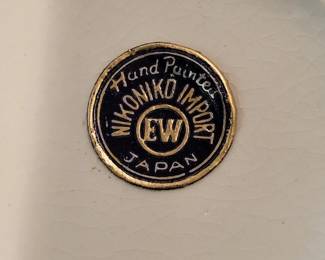 Hand Painted
NIKONIKO IMPORT
EW
JAPAN